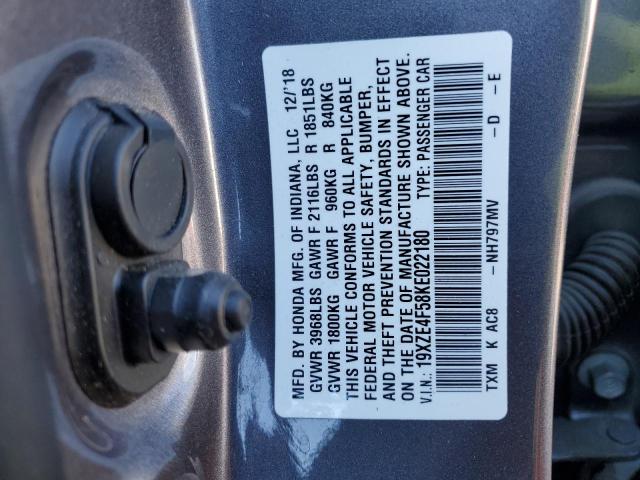 MFD. BY HONDA MFG. OF INDIANA, LLC 12/'18
GVWR 3968LBS GAWR F 2116LBS R 1851LBS
GVWR 1800KG GAWR F 960KG R 840KG
THIS VEHICLE CONFORMS TO ALL APPLICABLE
FEDERAL MOTOR VEHICLE SAFETY, BUMPER,
AND THEFT PREVENTION STANDARDS IN EFFECT
ON THE DATE OF MANUFACTURE SHOWN ABOVE.
V.I.N.: 19XZE4F58KE022180 TYPE: PASSENGER CAR
TXM K AC8 -NH797MV -D -E